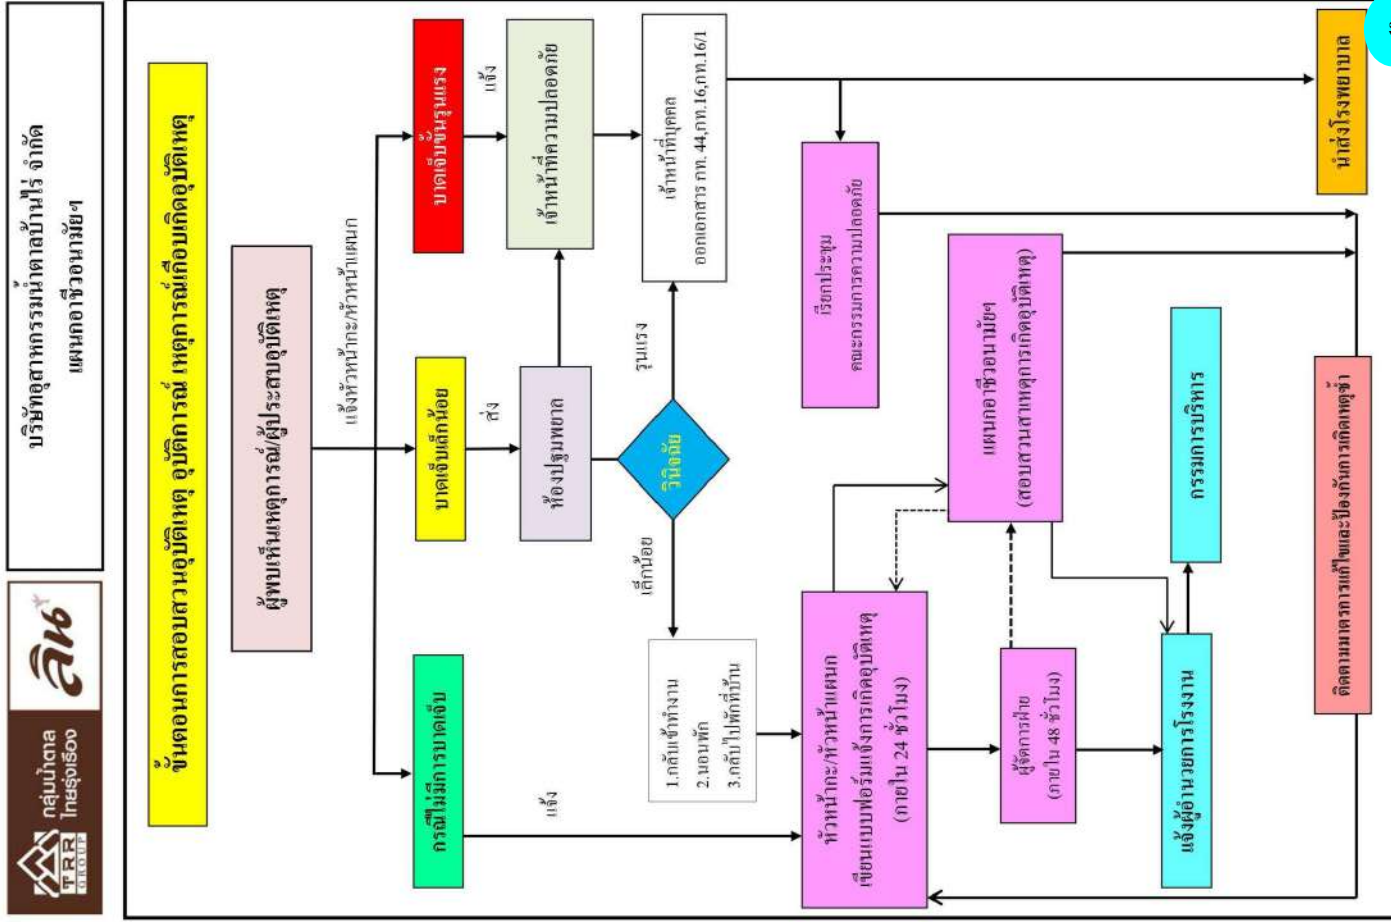 TRR
GROUP
กลุ่มน้ำตาล
ไทยรุ่งเรือง
ลิน
บริษัทอุตสาหกรรมน้ำตาลบ้านไร่ จำกัด
แผนกอาชีวอนามัยฯ
ขั้นตอนการสอบสวนอุบัติเหตุ อุบัติการณ์ เหตุการณ์เกือบเกิดอุบัติเหตุ
ผู้พบเห็นเหตุการณ์/ผู้ประสบอุบัติเหตุ
แจ้งหัวหน้ากะ/หัวหน้าแผนก
กรณีไม่มีการบาดเจ็บ
บาดเจ็บเล็กน้อย
บาดเจ็บขั้นรุนแรง
แจ้ง
ส่ง
แจ้ง
ห้องปฐมพยาบาล
เจ้าหน้าที่ความปลอดภัย
วินิจฉัย
เล็กน้อย
รุนแรง
1.กลับเข้าทำงาน
2.นอนพัก
3.กลับไปพักที่บ้าน
เจ้าหน้าที่บุคคล
ออกเอกสาร กท. 44,กท.16,กท.16/1
หัวหน้ากะ/หัวหน้าแผนก
เขียนแบบฟอร์มแจ้งการเกิดอุบัติเหตุ
(ภายใน 24 ชั่วโมง)
เรียกประชุม
คณะกรรมการความปลอดภัย
แผนกอาชีวอนามัยฯ
(สอบสวนสาเหตุการเกิดอุบัติเหตุ)
ผู้จัดการฝ่าย
(ภายใน 48 ชั่วโมง)
แจ้งผู้อำนวยการโรงงาน
กรรมการบริหาร
ติดตามมาตรการแก้ไขและป้องกันการเกิดเหตุซ้ำ
นำส่งโรงพยาบาล